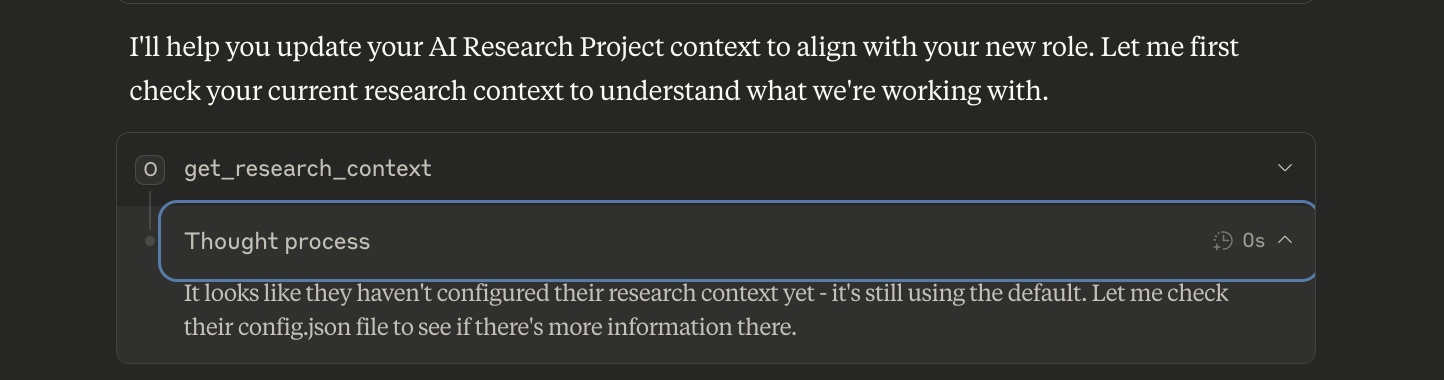 I'll help you update your AI Research Project context to align with your new role. Let me first
check your current research context to understand what we're working with.
O get_research_context
Thought process 0s
It looks like they haven't configured their research context yet - it's still using the default. Let me check
their config.json file to see if there's more information there.